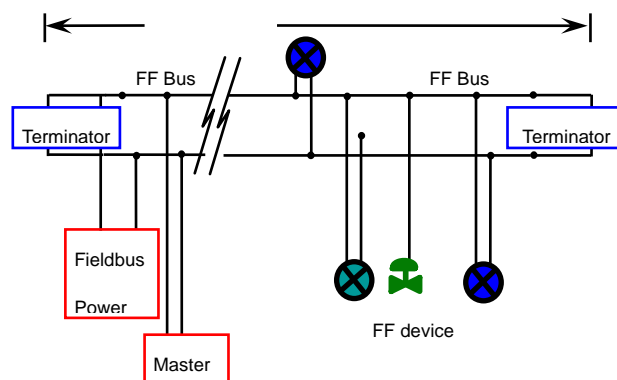 FF Bus
FF Bus
Terminator
Terminator
Fieldbus
Power
FF device
Master